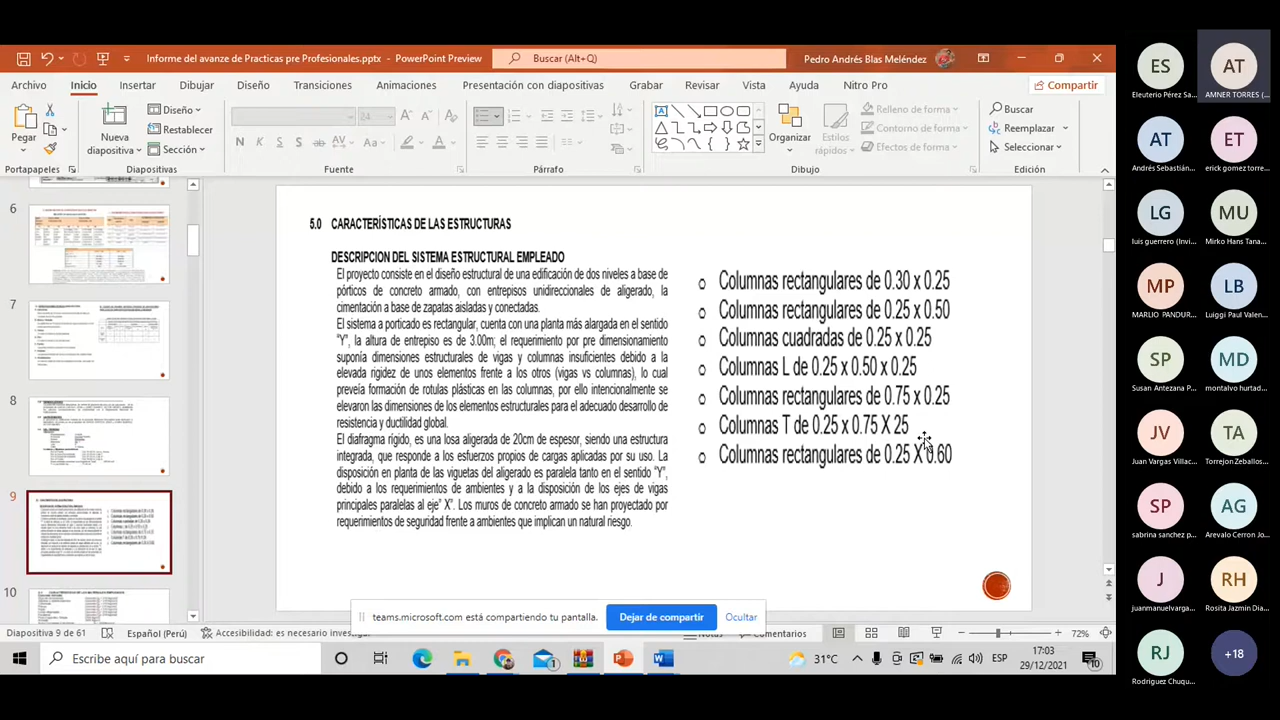 Informe del avanze de Practicas pre Profesionales.pptx - PowerPoint Preview
Buscar (Alt+Q)
Pedro Andrés Blas Meléndez
Archivo
Inicio
Insertar
Dibujar
Diseño
Transiciones
Animaciones
Presentación con diapositivas
Grabar
Revisar
Vista
Ayuda
Nitro Pro
Compartir
Pegar
Portapapeles
Nueva
diapositiva
Diseño
Restablecer
Sección
Diapositivas
N K S S ab AV Aa
Fuente
Párrafo
Organizar
Estilos
rápidos
Relleno de forma
Contorno de forma
Efectos de forma
Dibujo
Buscar
Reemplazar
Seleccionar
Edición
6
7
8
9
10
5.0 CARACTERÍSTICAS DE LAS ESTRUCTURAS
DESCRIPCION DEL SISTEMA ESTRUCTURAL EMPLEADO
El proyecto consiste en el diseño estructural de una edificación de dos niveles a base de
pórticos de concreto armado, con entrepisos unidireccionales de aligerado, la
cimentación a base de zapatas aisladas y conectadas.
El sistema a porticado es rectangular, cuenta con una planta más alargada en el sentido
"Y", la altura de entrepiso es de 3.00m; el requerimiento por pre dimensionamiento
suponía dimensiones estructurales de vigas y columnas insuficientes debido a la
elevada rigidez de unos elementos frente a los otros (vigas vs columnas), lo cual
preveía formación de rotulas plásticas en las columnas, por ello intencionalmente se
elevaron las dimensiones de los elementos estructurales para el adecuado desarrollo de
resistencia y ductilidad global.
El diafragma rígido, es una losa aligerada de 20cm de espesor, siendo una estructura
integrada, que responde a los esfuerzos propios de cargas aplicadas por su uso. La
disposición en planta de las viguetas del aligerado es paralela tanto en el sentido "Y",
debido a los requerimientos de ambientes y a la disposición de los ejes de vigas
principales paralelas al eje" X". Los muros de concreto armado se han proyectado por
requerimientos de seguridad frente a ambientes que implican un natural riesgo.
o Columnas rectangulares de 0.30 x 0.25
o Columnas rectangulares de 0.25 x 0.50
o Columnas cuadradas de 0.25 x 0.25
o Columnas L de 0.25 x 0.50 x 0.25
o Columnas rectangulares de 0.75 x 0.25
o Columnas T de 0.25 x 0.75 X 25
o Columnas rectangulares de 0.25 X 0.60
teams.microsoft.com está compartiendo tu pantalla.
Dejar de compartir
Ocultar
Diapositiva 9 de 61
Español (Perú)
Accesibilidad: es necesario investigar
Notas
Comentarios
72%
Escribe aquí para buscar
31°C
ESP
17:03
29/12/2021
10
ES
Eleuterio Pérez Sa...
AT
AMNER TORRES (...
AT
Andrés Sebastián...
ET
erick gomez torre...
LG
luis guerrero (Invi...
MU
Mirko Hans Tana...
MP
MARLIO PANDUR...
LB
Luiggi Paul Valen...
SP
Susan Antezana P...
MD
montalvo hurtad...
JV
Juan Vargas Villac...
TA
Torrejon Zeballos...
SP
sabrina sanchez p...
AG
Arevalo Cerron Jo...
J
juanmanuelvarga...
RH
Rosita Jazmin Dia...
RJ
Rodriguez Chuqu...
+18